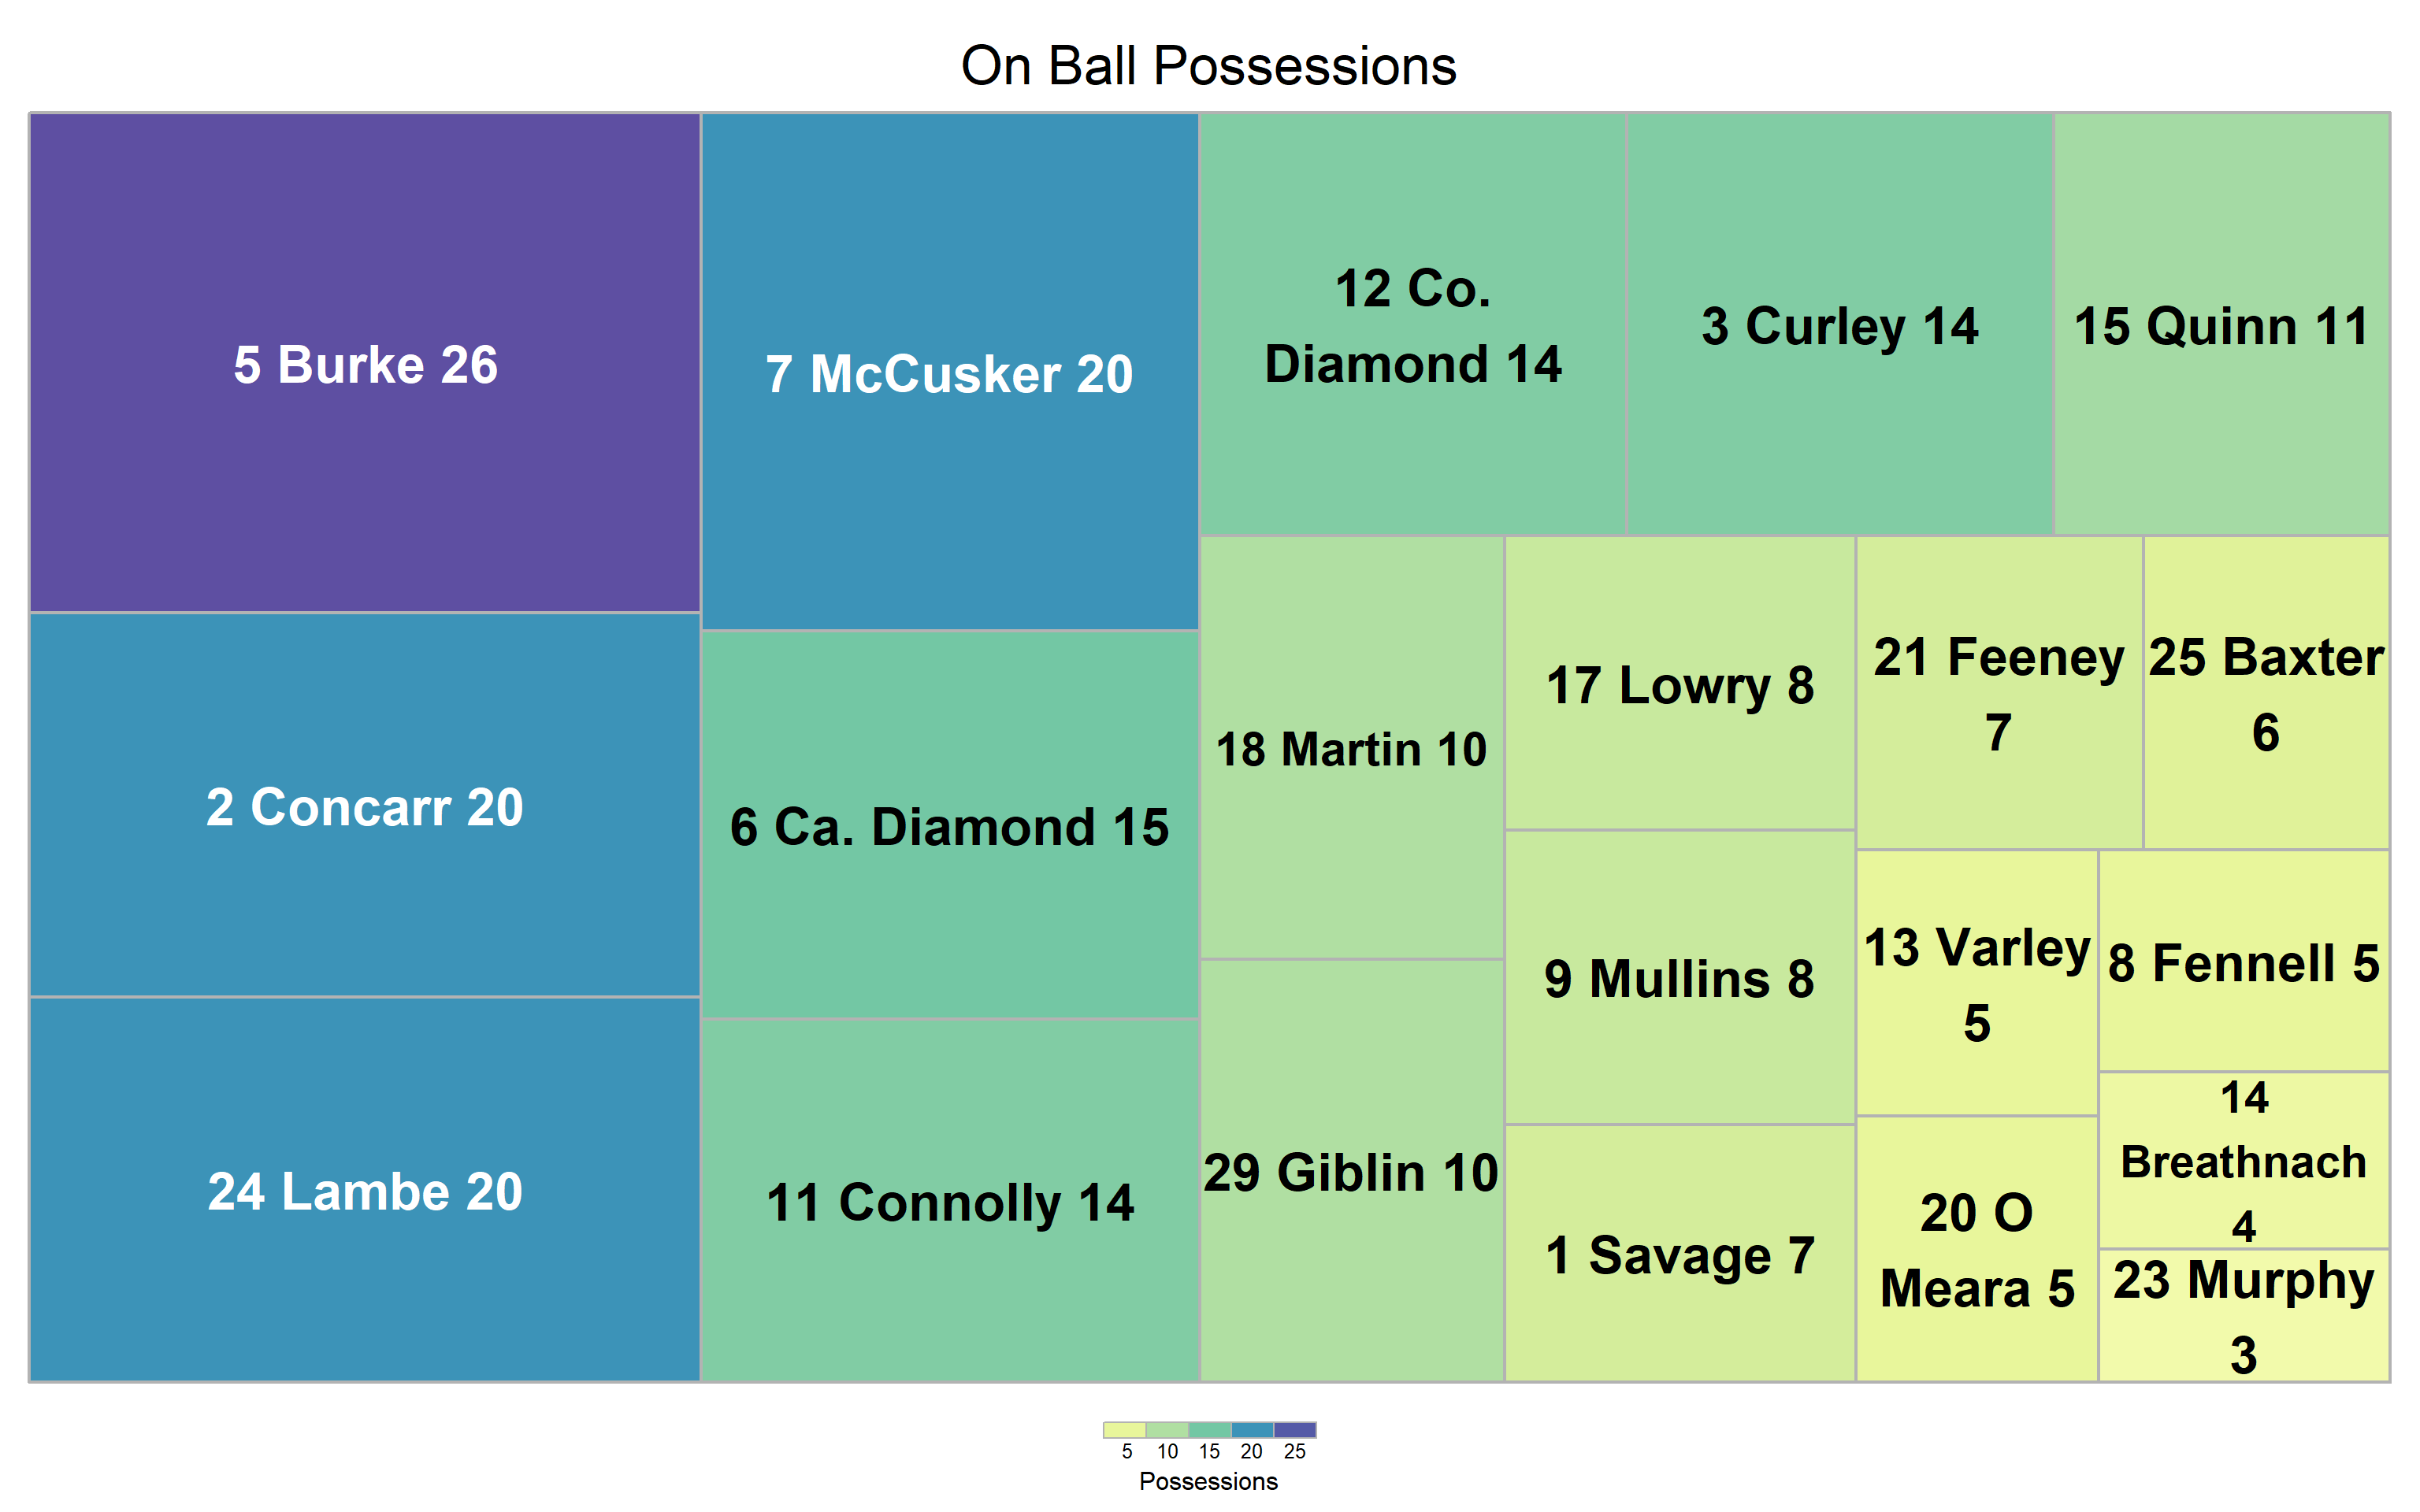 On Ball Possessions
5 Burke 26
2 Concarr 20
24 Lambe 20
7 McCusker 20
6 Ca. Diamond 15
11 Connolly 14
12 Co.
Diamond 14
3 Curley 14
15 Quinn 11
18 Martin 10
29 Giblin 10
17 Lowry 8
9 Mullins 8
1 Savage 7
21 Feeney
7
25 Baxter
6
13 Varley
5
20 O
Meara 5
8 Fennell 5
14
Breathnach
4
23 Murphy
3
5 10 15 20 25
Possessions